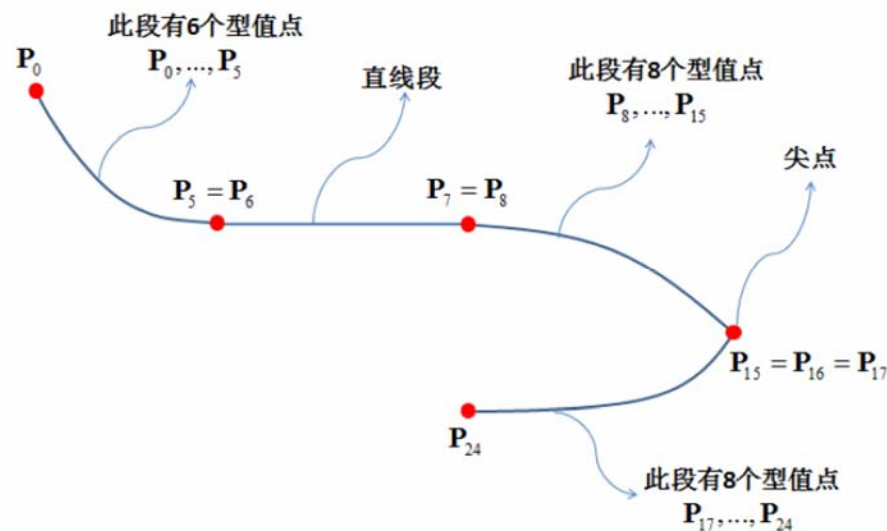 此段有6个型值点
P₀,...,P₅
P₀
直线段
此段有8个型值点
P₈,...,P₁₅
尖点
P₅ = P₆
P₇ = P₈
P₁₅ = P₁₆ = P₁₇
P₂₄
此段有8个型值点
P₁₇,...,P₂₄